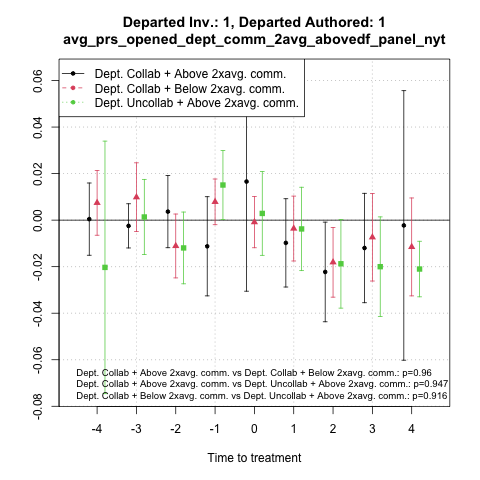 Departed Inv.: 1, Departed Authored: 1
avg_prs_opened_dept_comm_2avg_abovedf_panel_nyt
Dept. Collab + Above 2xavg. comm.
Dept. Collab + Below 2xavg. comm.
Dept. Uncollab + Above 2xavg. comm.
0.06
0.04
0.02
0.00
-0.02
-0.04
-0.06
-0.08
Dept. Collab + Above 2xavg. comm. vs Dept. Collab + Below 2xavg. comm.: p=0.96
Dept. Collab + Above 2xavg. comm. vs Dept. Uncollab + Above 2xavg. comm.: p=0.947
Dept. Collab + Below 2xavg. comm. vs Dept. Uncollab + Above 2xavg. comm.: p=0.916
-4 -3 -2 -1 0 1 2 3 4
Time to treatment